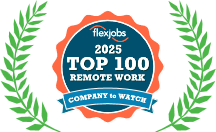 flexjobs
2025
TOP 100
REMOTE WORK
COMPANY to WATCH